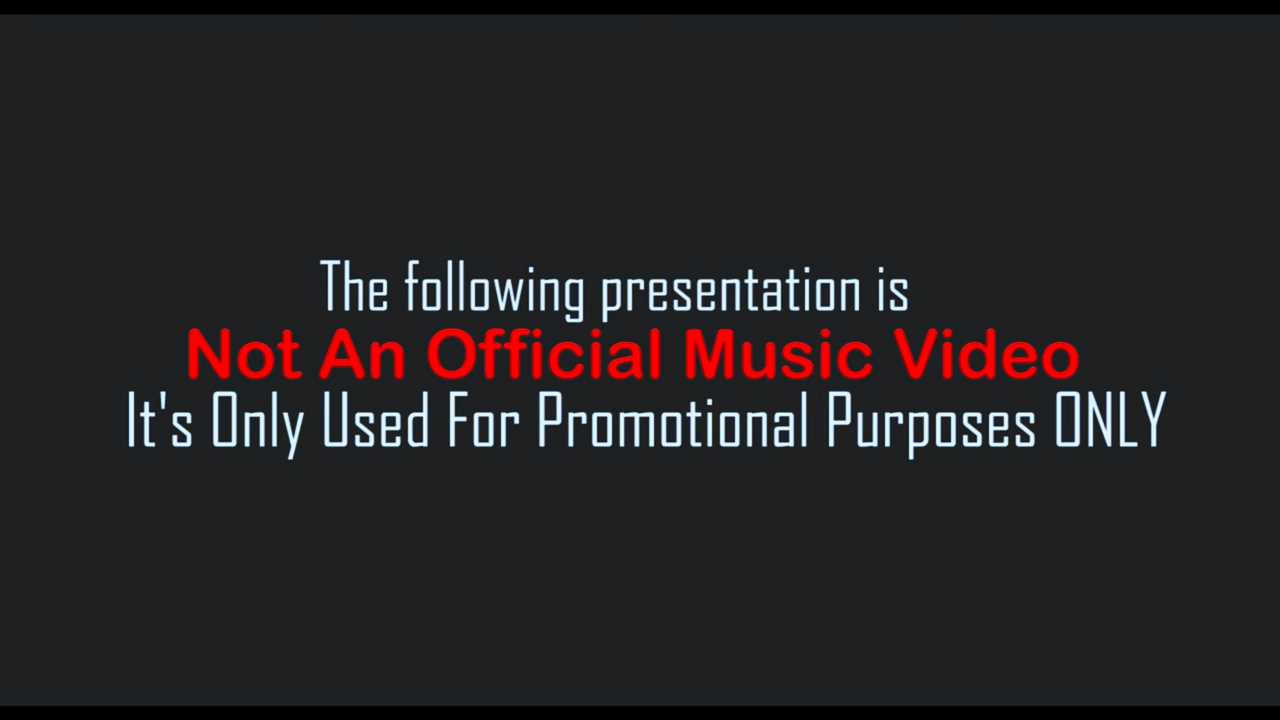 The following presentation is
Not An Official Music Video
It's Only Used For Promotional Purposes ONLY